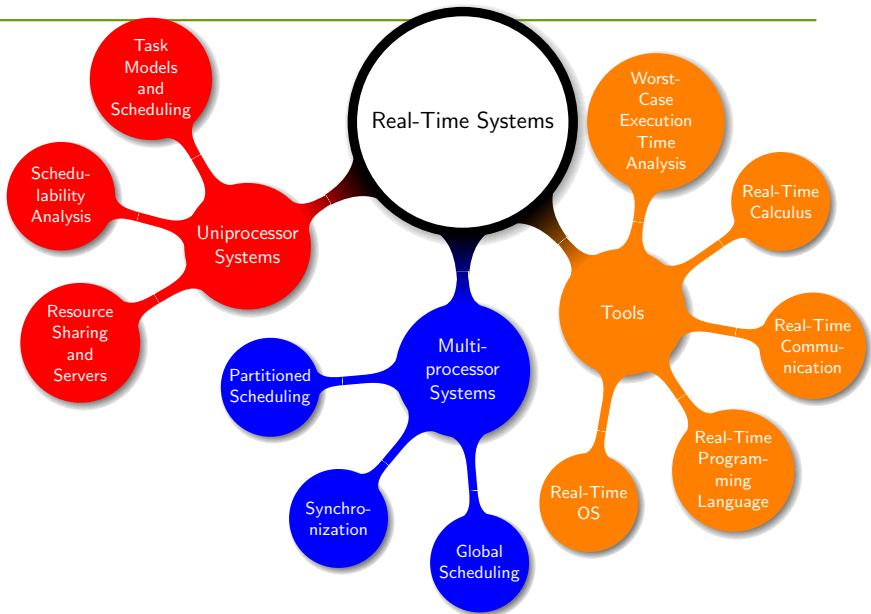 Real-Time Systems
Uniprocessor
Systems
Task
Models
and
Scheduling
Schedu-
lability
Analysis
Resource
Sharing
and
Servers
Multi-
processor
Systems
Partitioned
Scheduling
Synchro-
nization
Global
Scheduling
Tools
Real-Time
OS
Real-Time
Program-
ming
Language
Real-Time
Commu-
nication
Real-Time
Calculus
Worst-
Case
Execution
Time
Analysis